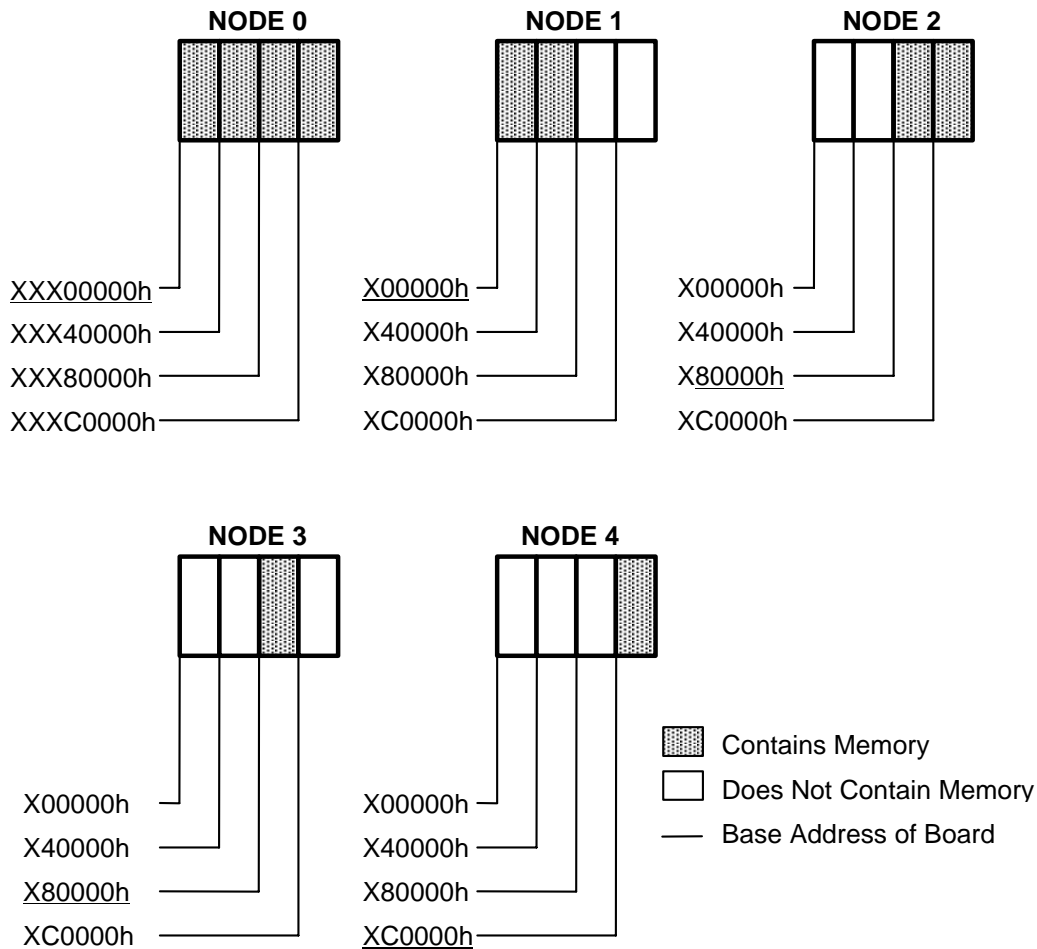 NODE 0
XXX00000h
XXX40000h
XXX80000h
XXXC0000h
NODE 1
X00000h
X40000h
X80000h
XC0000h
NODE 2
X00000h
X40000h
X80000h
XC0000h
NODE 3
X00000h
X40000h
X80000h
XC0000h
NODE 4
X00000h
X40000h
X80000h
XC0000h
Contains Memory
Does Not Contain Memory
Base Address of Board